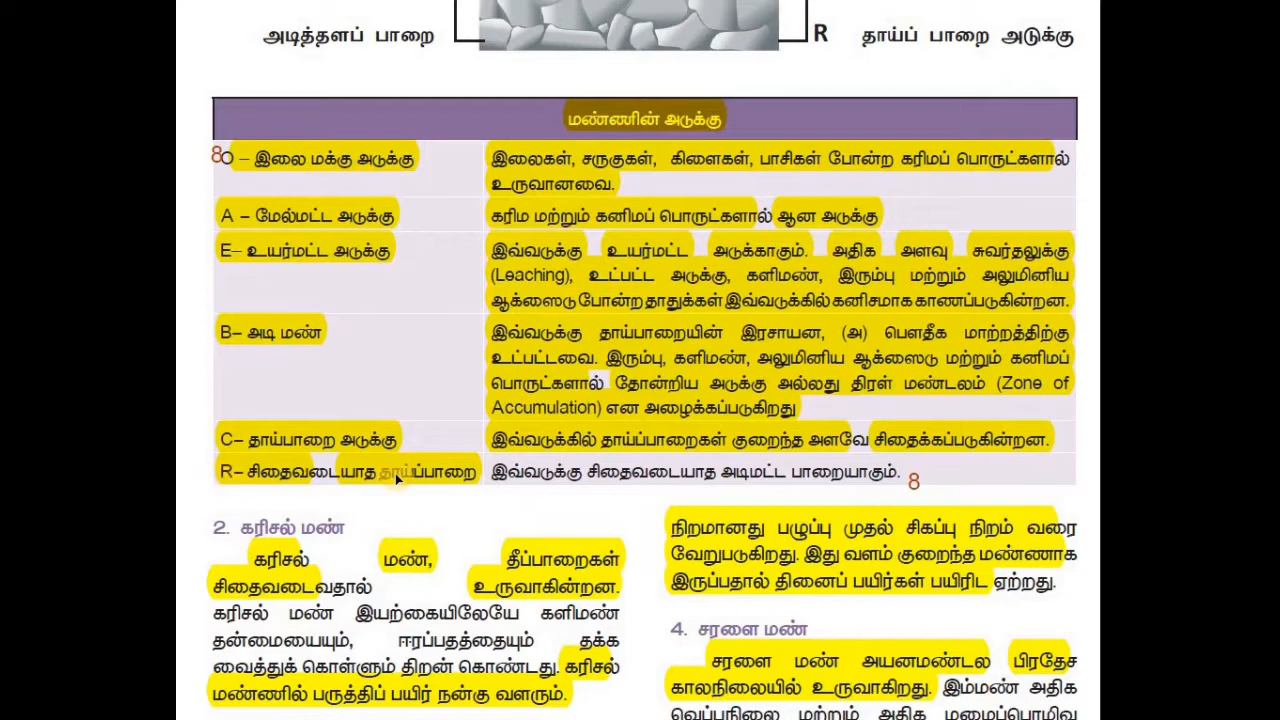 அடித்தளப் பாறை R தாய்ப் பாறை அடுக்கு
மண்ணின் அடுக்கு
8
O – இலை மக்கு அடுக்கு இலைகள், சருகுகள், கிளைகள், பாசிகள் போன்ற கரிமப் பொருட்களால்
உருவானவை.
A – மேல்மட்ட அடுக்கு கரிம மற்றும் கனிமப் பொருட்களால் ஆன அடுக்கு
E– உயர்மட்ட அடுக்கு இவ்வடுக்கு உயர்மட்ட அடுக்காகும். அதிக அளவு சுவர்தலுக்கு
(Leaching), உட்பட்ட அடுக்கு, களிமண், இரும்பு மற்றும் அலுமினிய
ஆக்ஸைடு போன்ற தாதுக்கள் இவ்வடுக்கில் கனிசமாக காணப்படுகின்றன.
B– அடி மண் இவ்வடுக்கு தாய்பாறையின் இரசாயன, (அ) பௌதீக மாற்றத்திற்கு
உட்பட்டவை. இரும்பு, களிமண், அலுமினிய ஆக்ஸைடு மற்றும் கனிமப்
பொருட்களால் தோன்றிய அடுக்கு அல்லது திரள் மண்டலம் (Zone of
Accumulation) என அழைக்கப்படுகிறது
C– தாய்பாறை அடுக்கு இவ்வடுக்கில் தாய்ப்பாறைகள் குறைந்த அளவே சிதைக்கப்படுகின்றன.
R– சிதைவடையாத தாய்ப்பாறை இவ்வடுக்கு சிதைவடையாத அடிமட்ட பாறையாகும்.
8
2. கரிசல் மண்
கரிசல் மண், தீப்பாறைகள்
சிதைவடைவதால் உருவாகின்றன.
கரிசல் மண் இயற்கையிலேயே களிமண்
தன்மையையும், ஈரப்பதத்தையும் தக்க
வைத்துக் கொள்ளும் திறன் கொண்டது. கரிசல்
மண்ணில் பருத்திப் பயிர் நன்கு வளரும்.
நிறமானது பழுப்பு முதல் சிகப்பு நிறம் வரை
வேறுபடுகிறது. இது வளம் குறைந்த மண்ணாக
இருப்பதால் தினைப் பயிர்கள் பயிரிட ஏற்றது.
4. சரளை மண்
சரளை மண் அயனமண்டல பிரதேச
காலநிலையில் உருவாகிறது. இம்மண் அதிக
வெப்பநிலை மற்றும் அதிக மழைப்பொழிவு